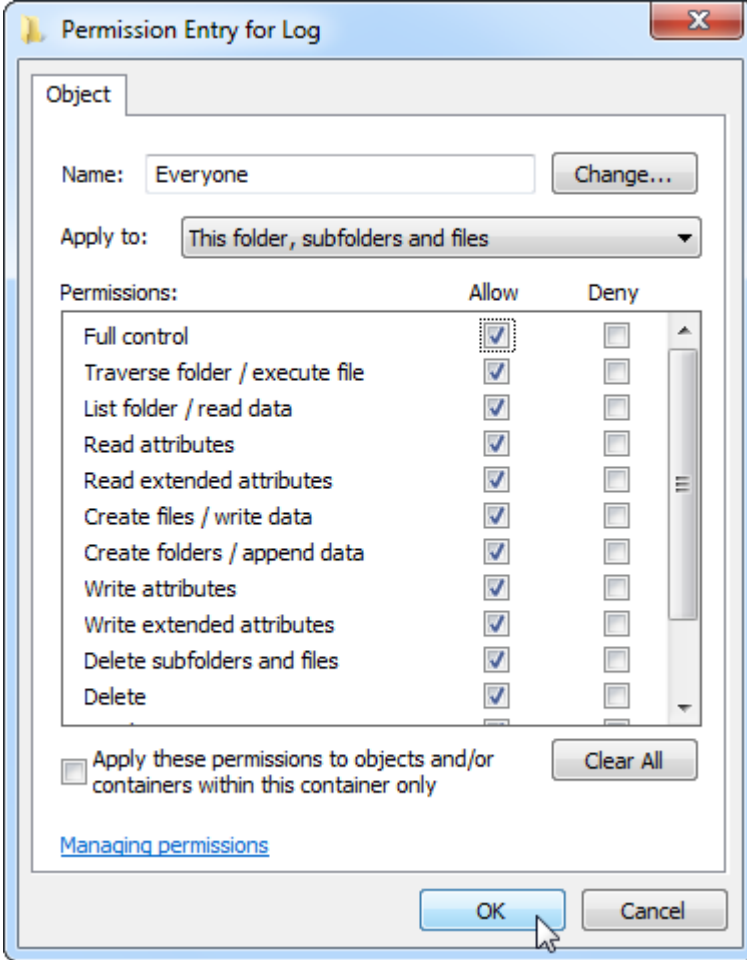 Permission Entry for Log
Object
Name: Everyone Change...
Apply to: This folder, subfolders and files
Permissions: Allow Deny
Full control
Traverse folder / execute file
List folder / read data
Read attributes
Read extended attributes
Create files / write data
Create folders / append data
Write attributes
Write extended attributes
Delete subfolders and files
Delete
Apply these permissions to objects and/or
containers within this container only
Clear All
Managing permissions
OK Cancel